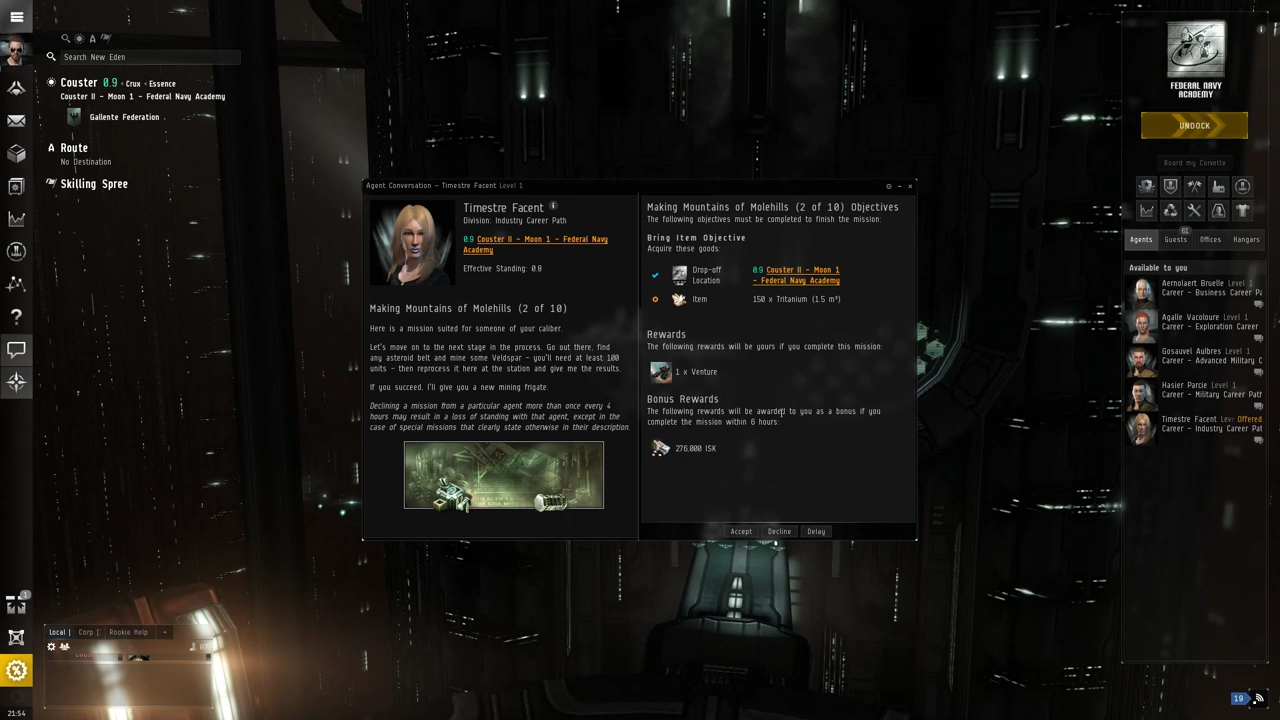 Search New Eden
Couster 0.9 ‹ Crux ‹ Essence
Couster II - Moon 1 - Federal Navy Academy
Gallente Federation
Route
No Destination
Skilling Spree
Agent Conversation - Timestre Facent Level 1
Timestre Facent
Division: Industry Career Path
0.9 Couster II - Moon 1 - Federal Navy
Academy
Effective Standing: 0.8
Making Mountains of Molehills (2 of 10)
Here is a mission suited for someone of your caliber.
Let's move on to the next stage in the process. Go out there, find
any asteroid belt and mine some Veldspar - you'll need at least 100
units - then reprocess it here at the station and give me the results.
If you succeed, I'll give you a new mining frigate.
Declining a mission from a particular agent more than once every 4
hours may result in a loss of standing with that agent, except in the
case of special missions that clearly state otherwise in their description.
Making Mountains of Molehills (2 of 10) Objectives
The following objectives must be completed to finish the mission:
Bring Item Objective
Acquire these goods:
Drop-off
Location
0.9 Couster II - Moon 1
- Federal Navy Academy
Item
150 x Tritanium (1.5 m³)
Rewards
The following rewards will be yours if you complete this mission:
1 x Venture
Bonus Rewards
The following rewards will be awarded to you as a bonus if you
complete the mission within 6 hours:
276.000 ISK
Accept
Decline
Delay
FEDERAL NAVY
ACADEMY
UNDOCK
Board my Corvette
61
Agents
Guests
Offices
Hangars
Available to you
Aernolaert Bruelle Level 1
Career - Business Career Pa
Agalle Vacoloure Level 1
Career - Exploration Career
Gosauvel Aulbres Level 1
Career - Advanced Military C
Hasier Parcie Level 1
Career - Military Career Path
Timestre Facent Leve Offered
Career - Industry Career Pat
1
Local
Corp
Rookie Help
+
21:54
19